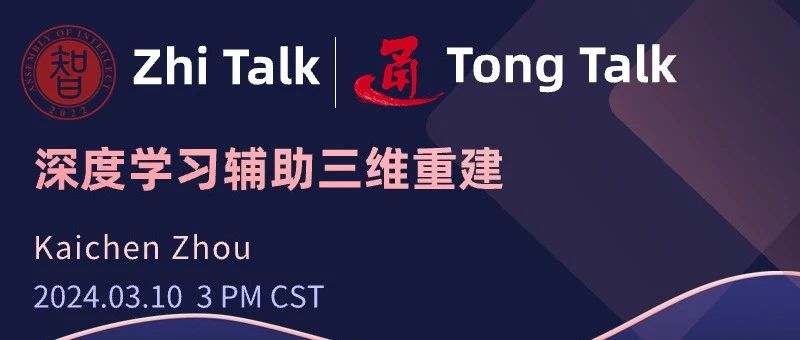 ASSEMBLY OF INTELLECT
智
2022
Zhi Talk
通
Tong Talk
深度学习辅助三维重建
Kaichen Zhou
2024.03.10 3 PM CST